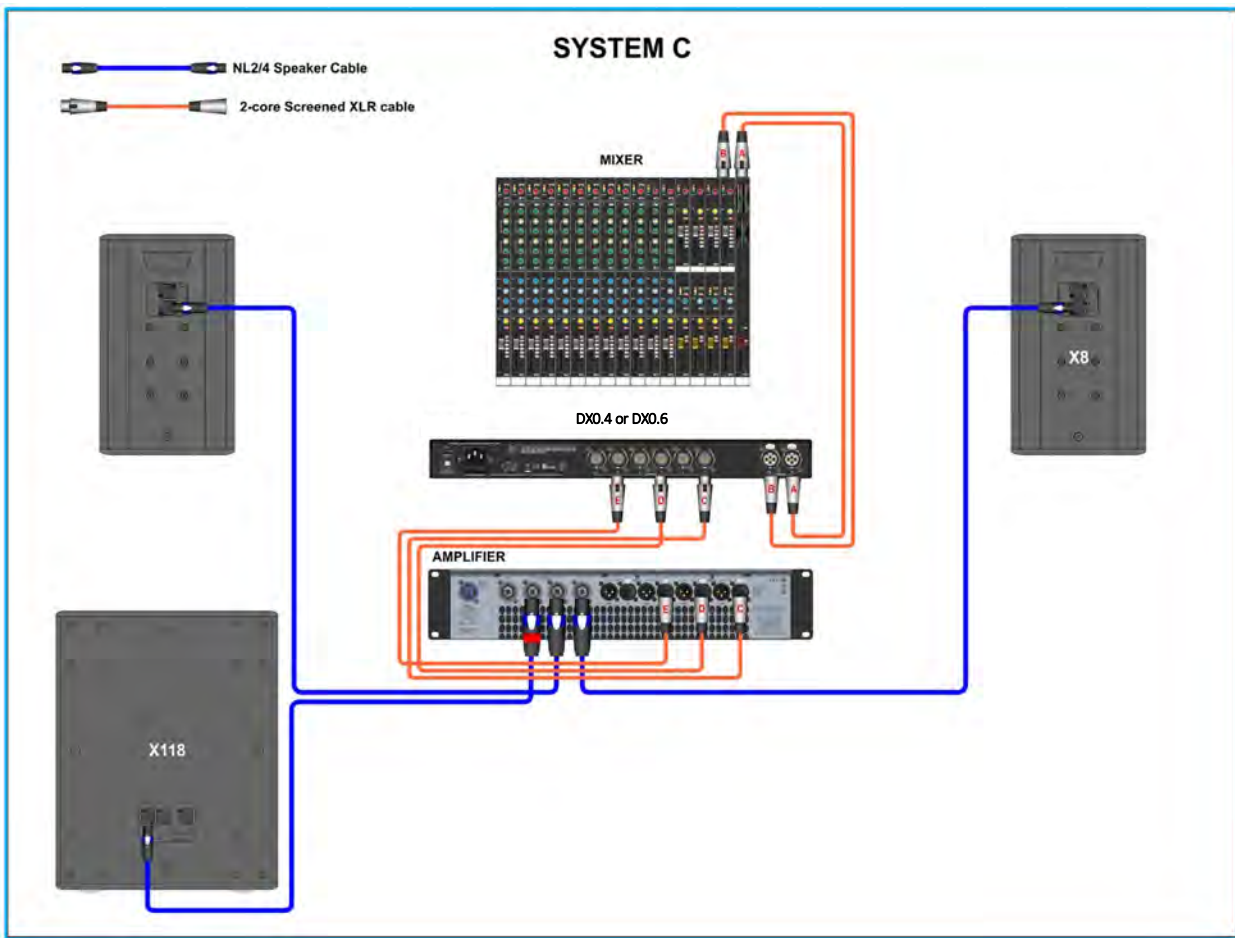 SYSTEM C
NL2/4 Speaker Cable
2-core Screened XLR cable
B A
MIXER
X8
DX0.4 or DX0.6
E D C B A
AMPLIFIER
E D C
X118